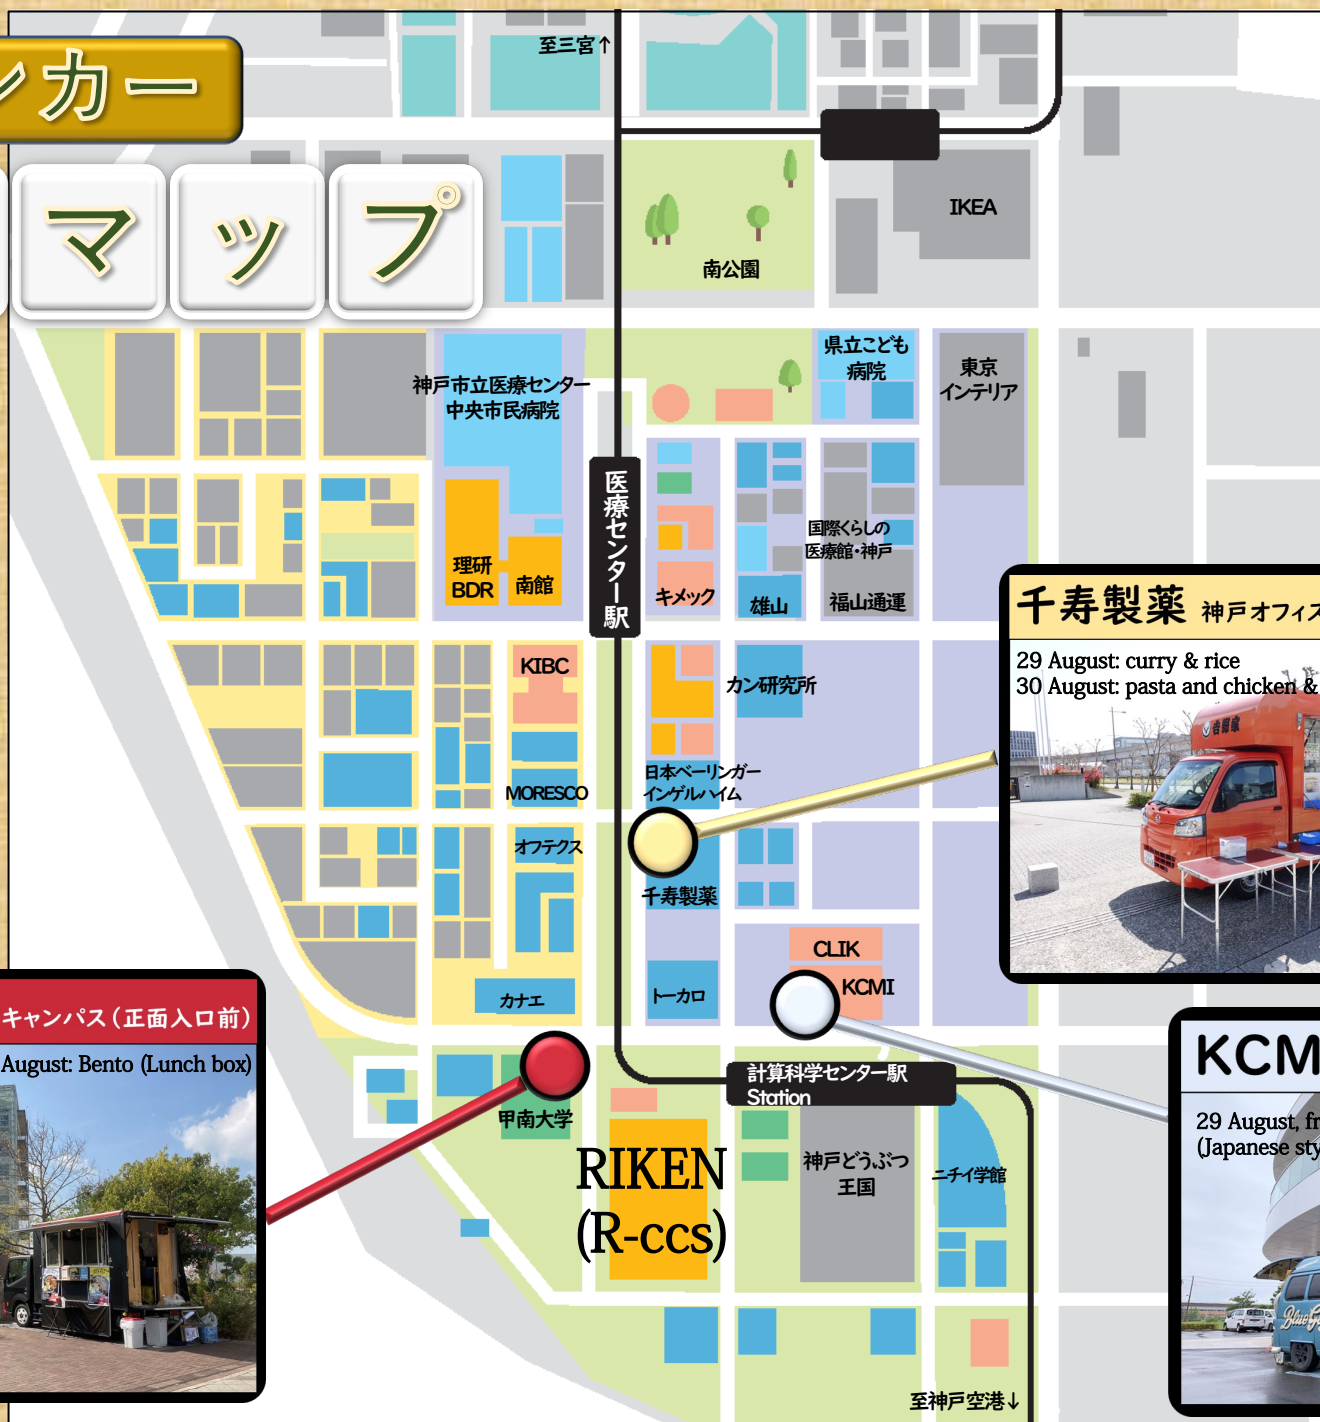 ンカー
マップ
至三宮↑
IKEA
南公園
県立こども
病院
東京
インテリア
神戸市立医療センター
中央市民病院
医療センター駅
国際くらしの
医療館・神戸
理研
BDR
南館
キメック
雄山
福山通運
千寿製薬 神戸オフィス
29 August: curry & rice
30 August: pasta and chicken &
吉野家
KIBC
カン研究所
MORESCO
日本ベーリンガー
インゲルハイム
オフテクス
千寿製薬
CLIK
KCMI
カナエ
トーカロ
キャンパス（正面入口前）
August: Bento (Lunch box)
計算科学センター駅
Station
甲南大学
RIKEN
(R-ccs)
神戸どうぶつ
王国
ニチイ学館
KCM
29 August, fr
(Japanese sty
至神戸空港↓